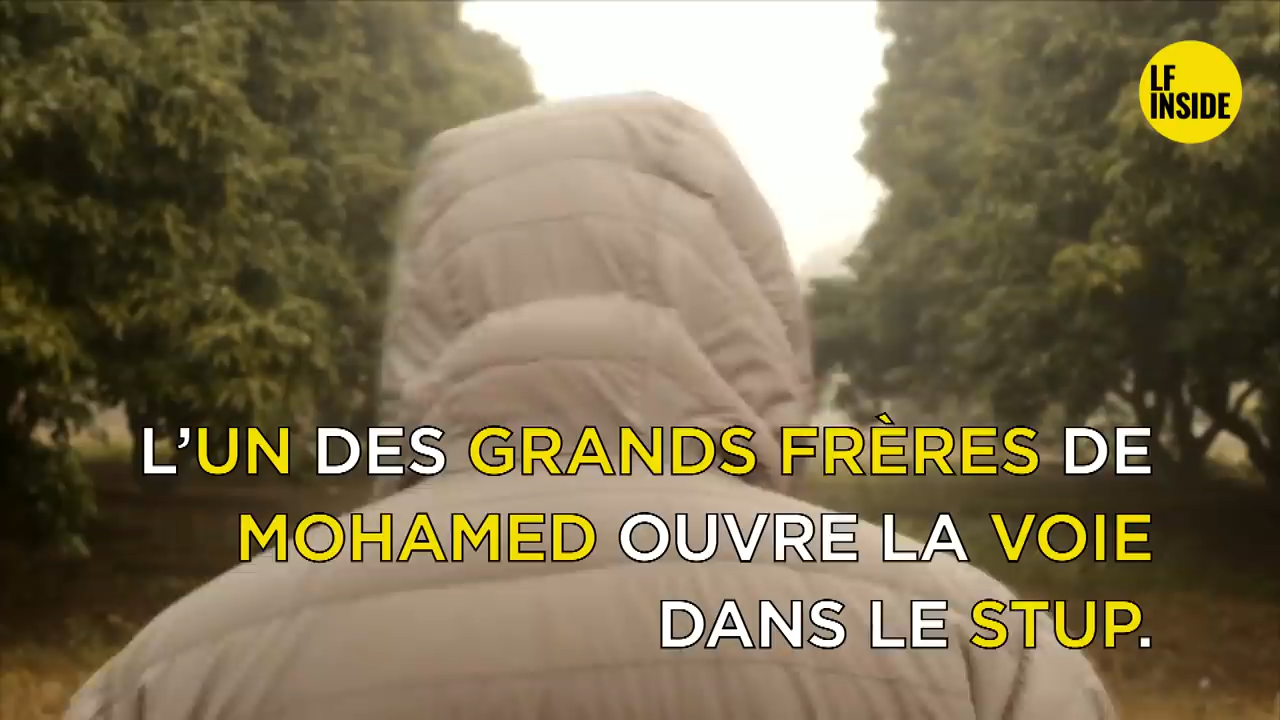 LF
INSIDE
L’UN DES GRANDS FRÈRES DE
MOHAMED OUVRE LA VOIE
DANS LE STUP.